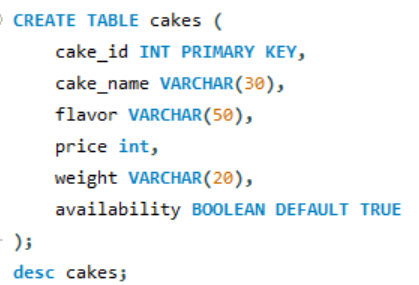 CREATE TABLE cakes (
cake_id INT PRIMARY KEY,
cake_name VARCHAR(30),
flavor VARCHAR(50),
price int,
weight VARCHAR(20),
availability BOOLEAN DEFAULT TRUE
);
desc cakes;